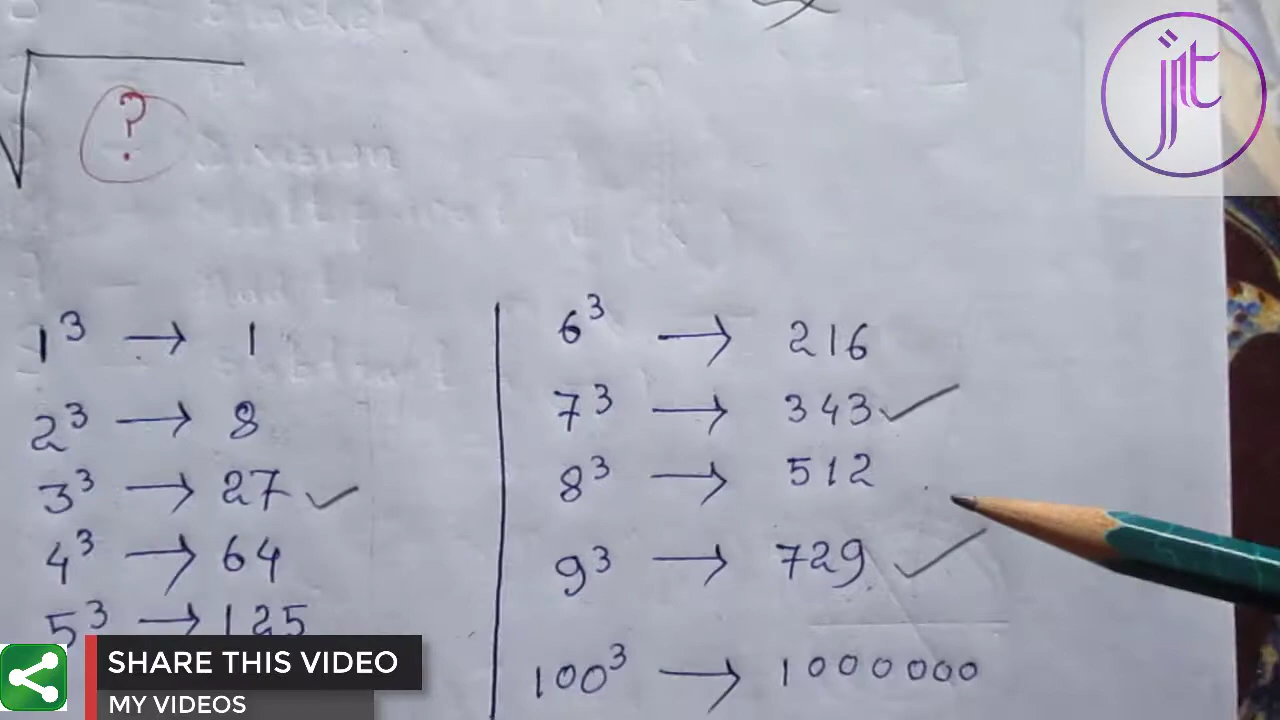 √?
1³ → 1
2³ → 8
3³ → 27 ✓
4³ → 64
5³ → 125
6³ → 216
7³ → 343 ✓
8³ → 512
9³ → 729 ✓
100³ → 1000000
jjt
SHARE THIS VIDEO
MY VIDEOS